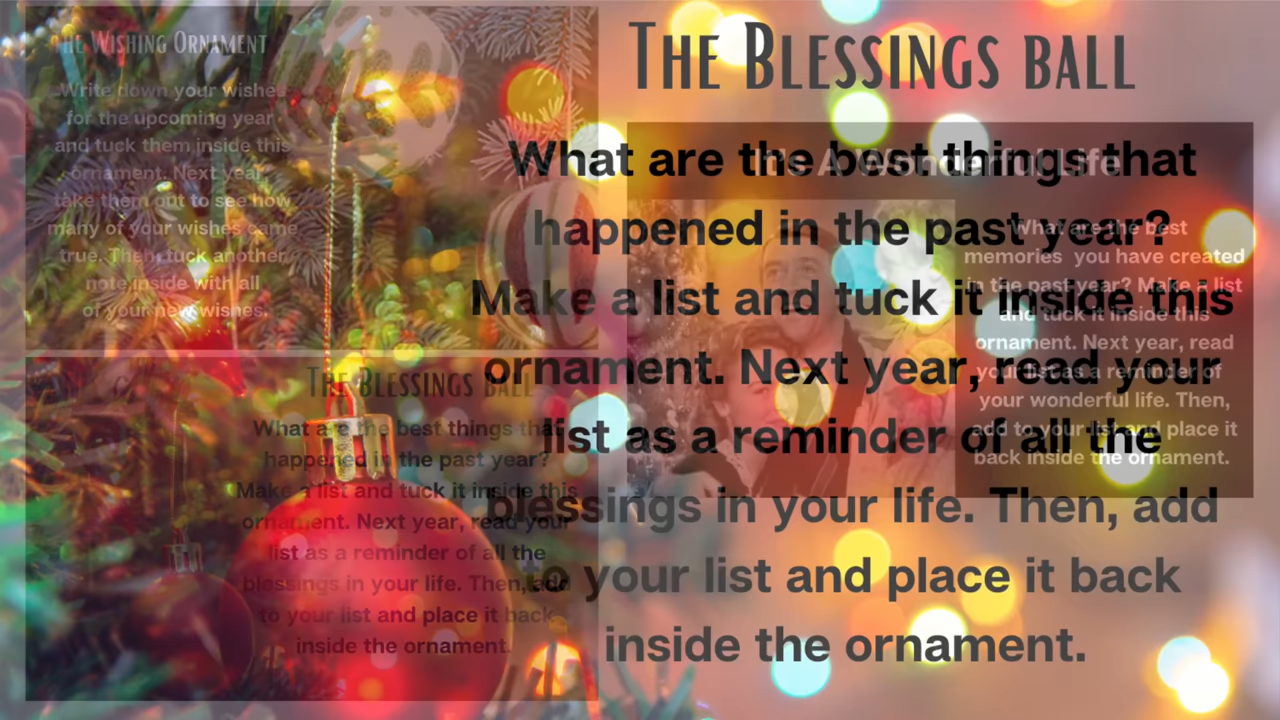 THE WISHING ORNAMENT
Write down your wishes
for the upcoming year
and tuck them inside this
ornament. Next year,
take them out to see how
many of your wishes came
true. Then, tuck another
note inside with all
of your new wishes.
THE BLESSINGS BALL
What are the best things that
happened in the past year?
Make a list and tuck it inside this
ornament. Next year, read your
list as a reminder of all the
blessings in your life. Then, add
to your list and place it back
inside the ornament.
It's A Wonderful Life
What are the best
memories you have created
in the past year? Make a list
and tuck it inside this
ornament. Next year, read
your list as a reminder of
your wonderful life. Then,
add to your list and place it
back inside the ornament.
THE BLESSINGS BALL
What are the best things that
happened in the past year?
Make a list and tuck it inside this
ornament. Next year, read your
list as a reminder of all the
blessings in your life. Then, add
to your list and place it back
inside the ornament.